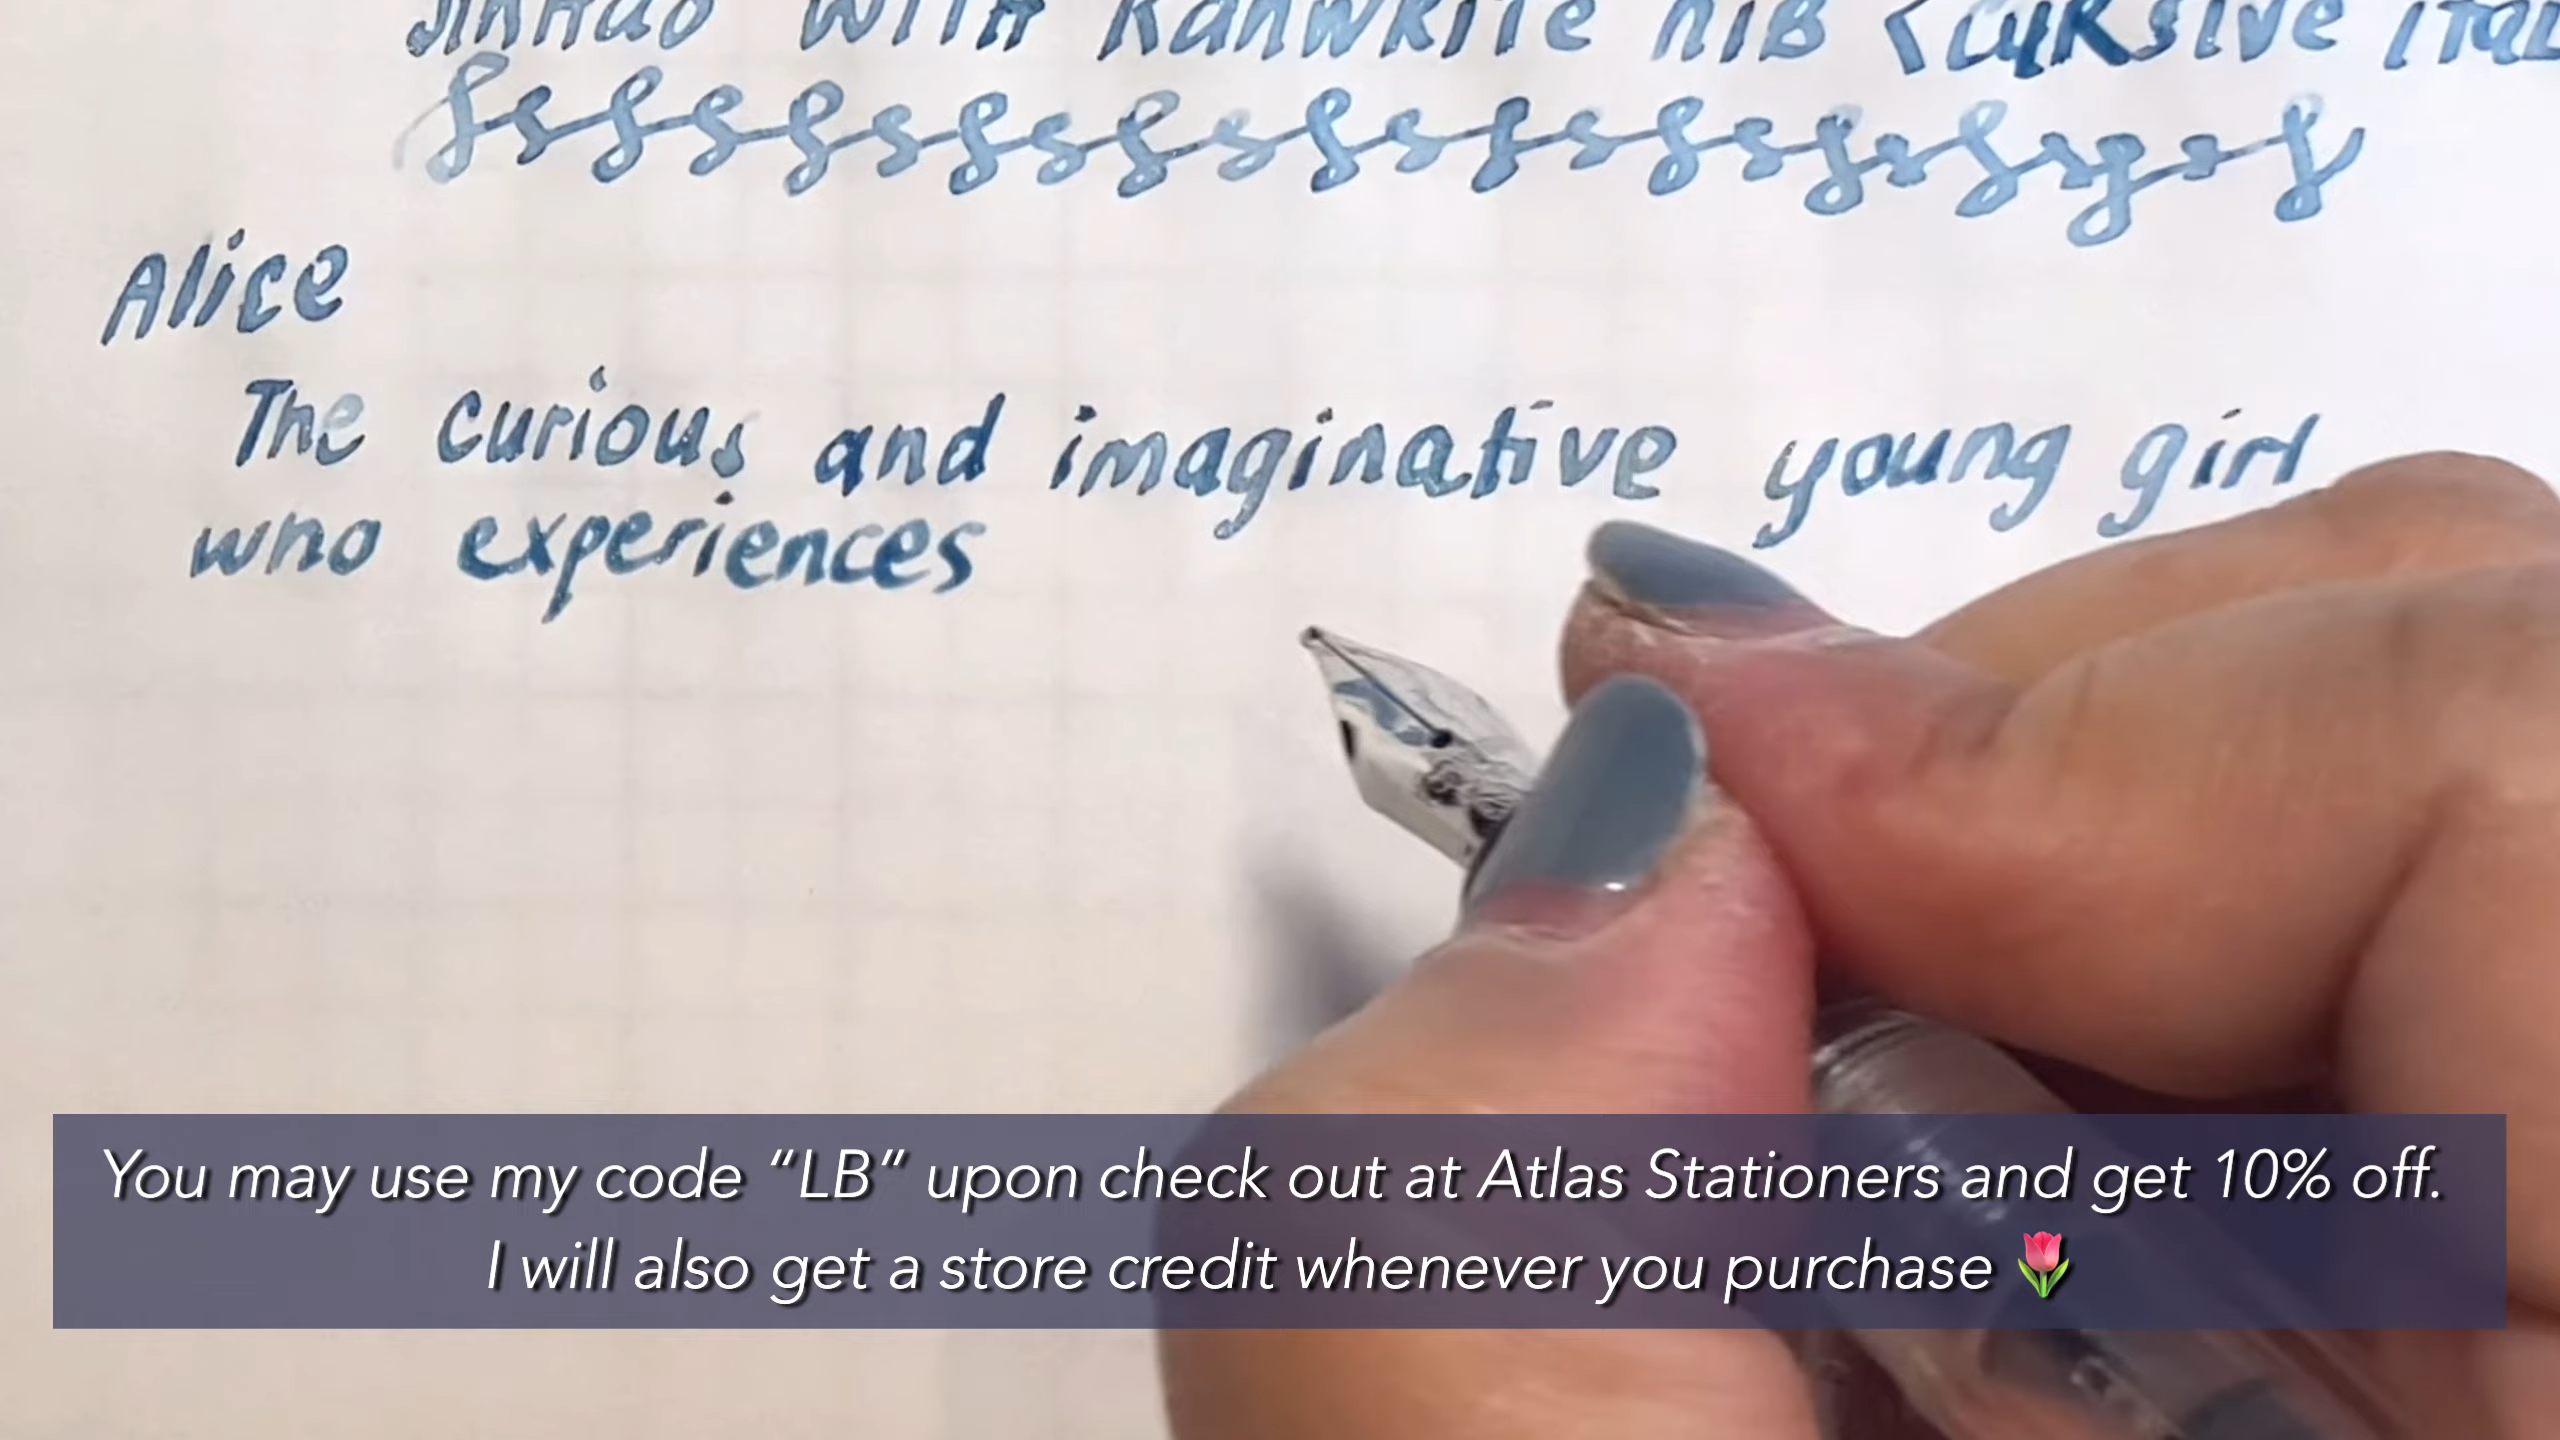 Jinhao with Kanwrite nib (cursive ital
Alice
The curious and imaginative young girl
who experiences
You may use my code “LB” upon check out at Atlas Stationers and get 10% off.
I will also get a store credit whenever you purchase 🌷